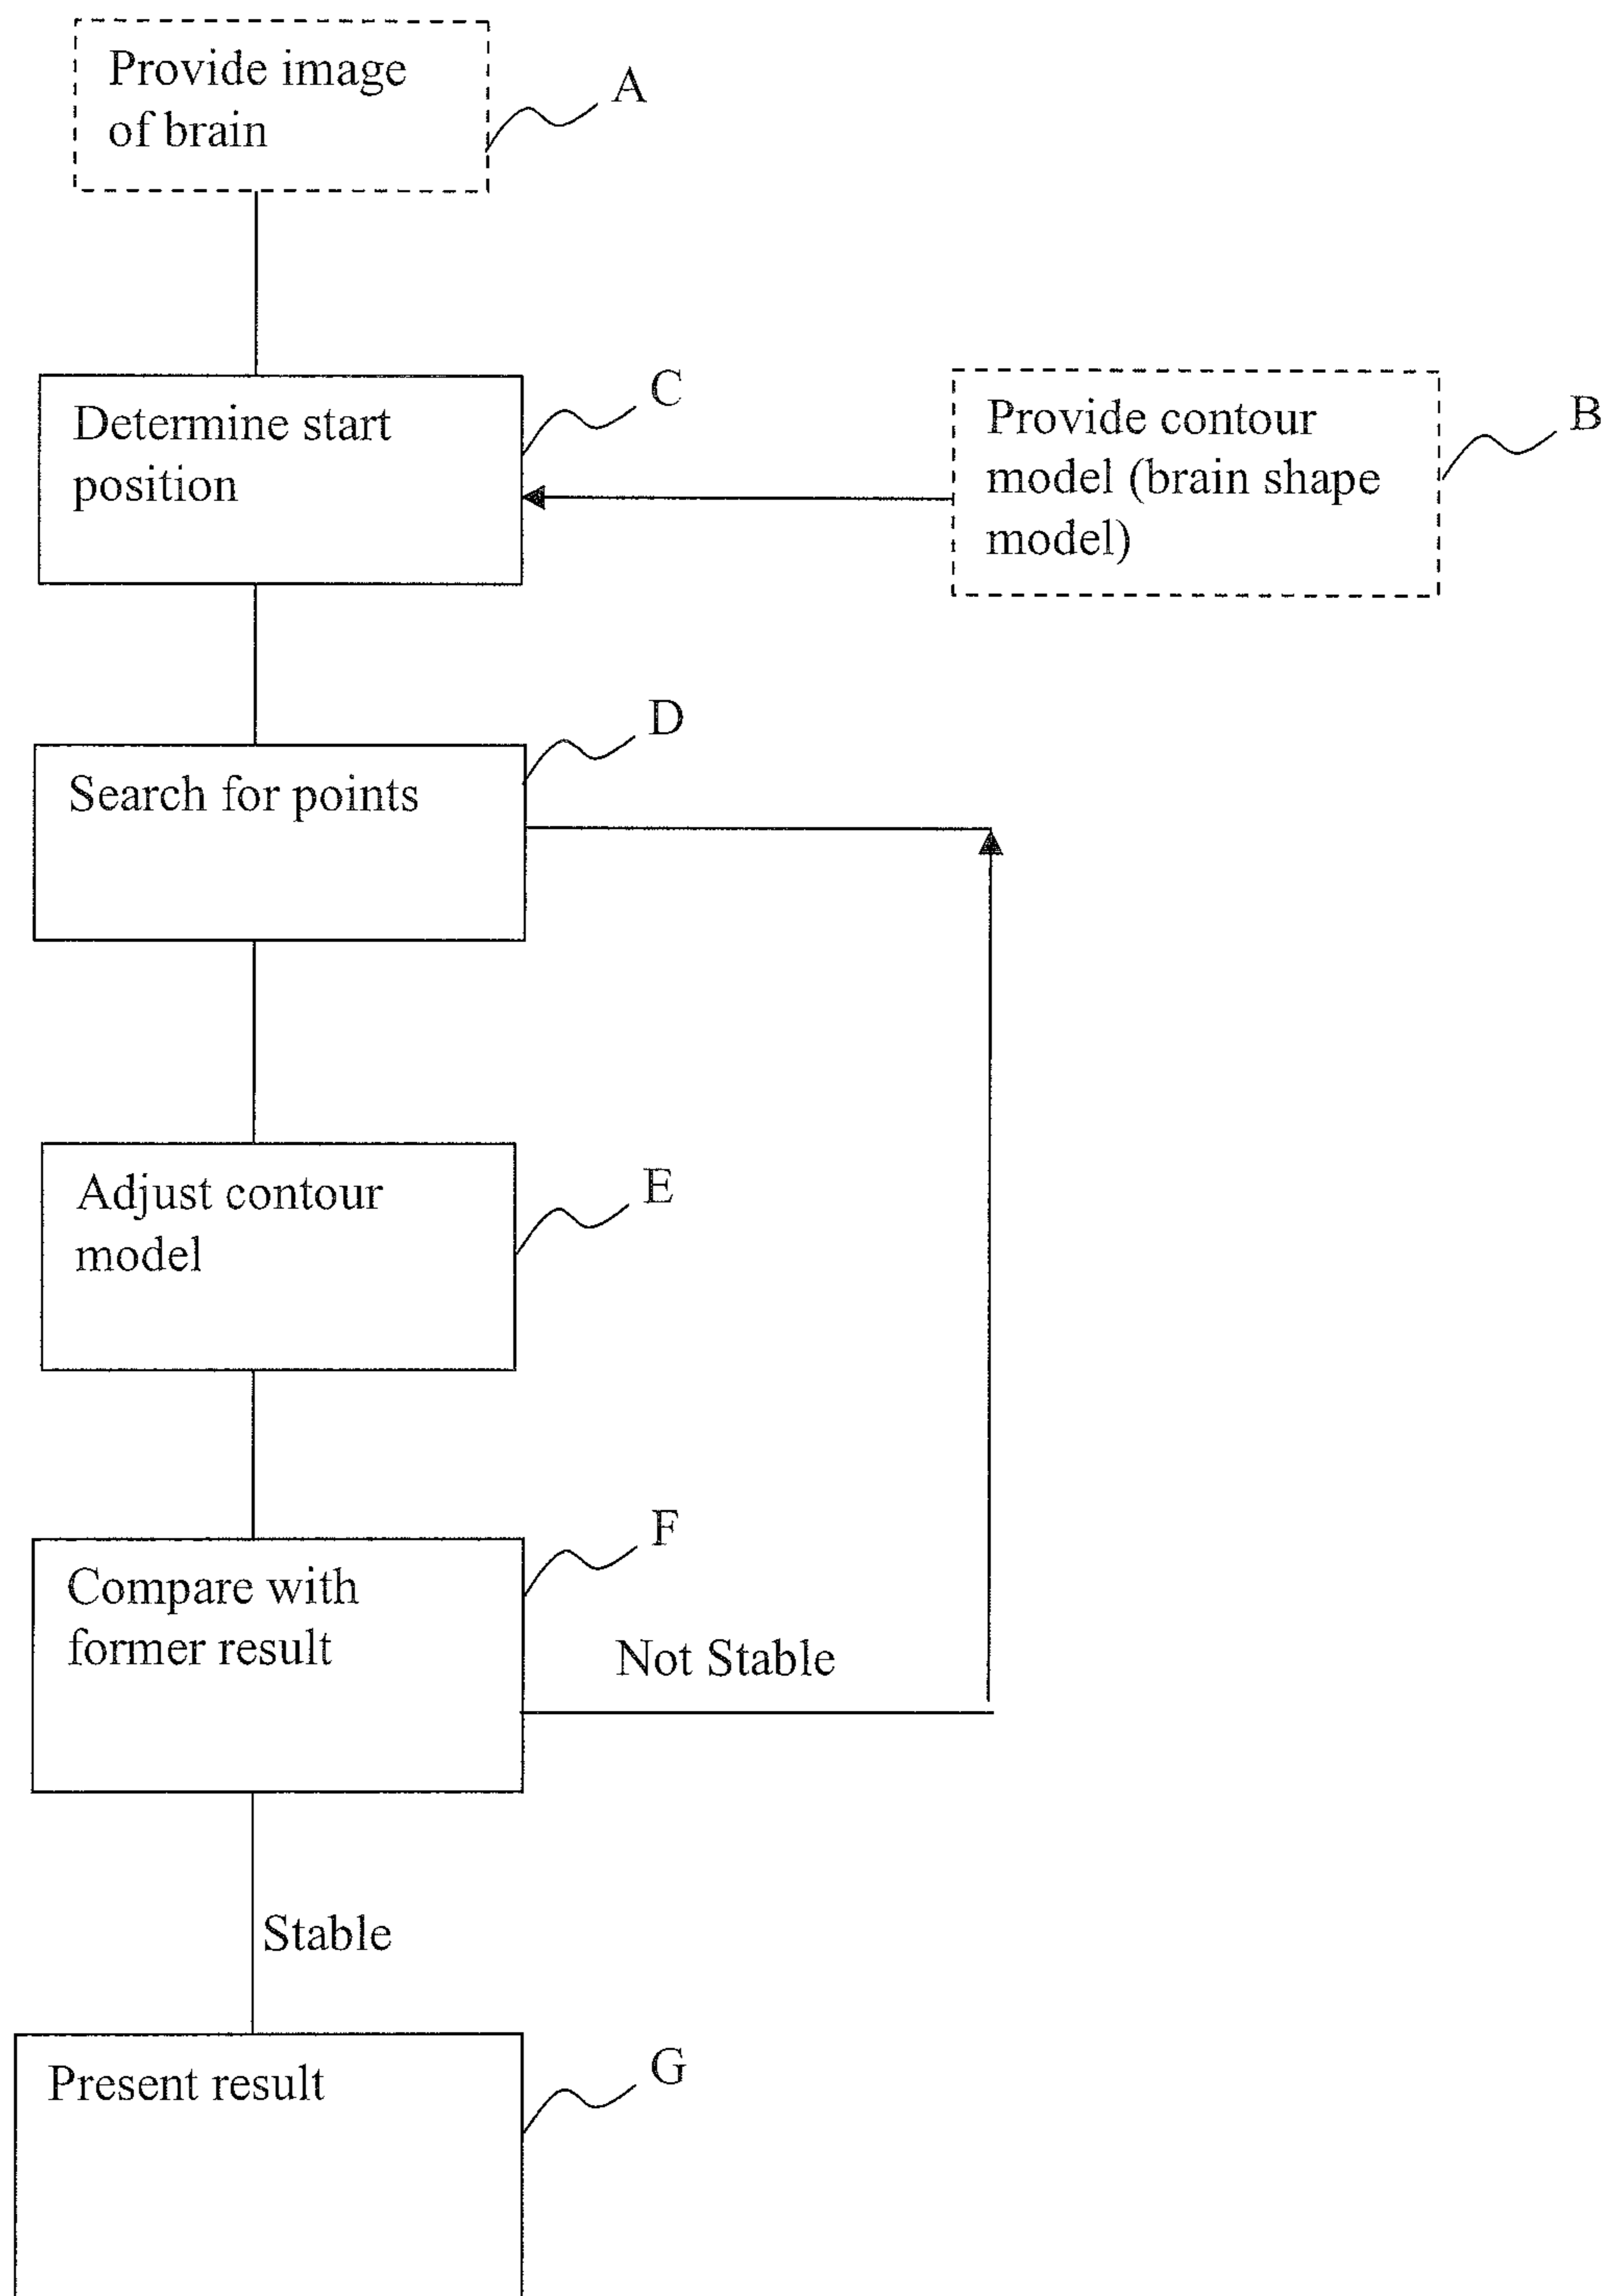 Provide image
of brain
A
Determine start
position
C
Provide contour
model (brain shape
model)
B
Search for points
D
Adjust contour
model
E
Compare with
former result
F
Not Stable
Stable
Present result
G